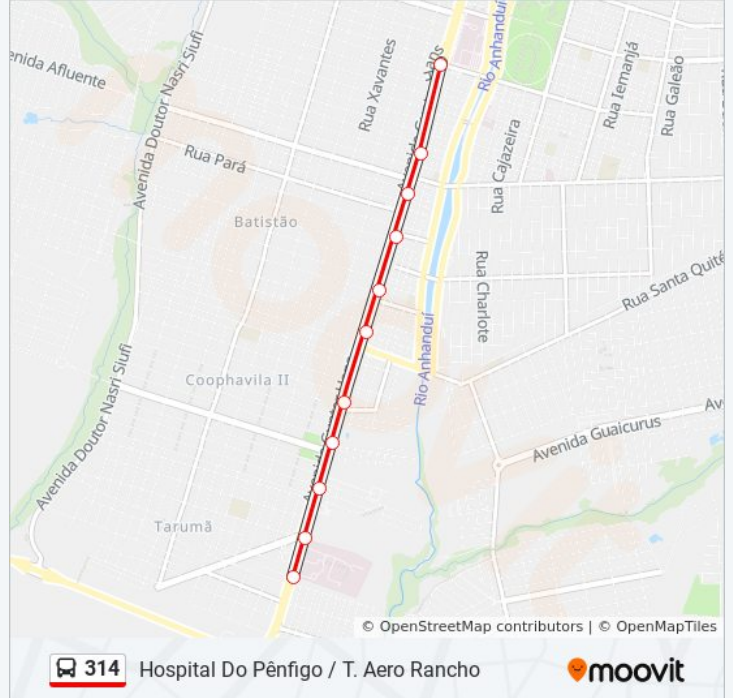 enida Afluente
Avenida Doutor Nasri Siufi
Rua Xavantes
Rio Anhanduí
Rua Iemanjá
Rua Galeão
Rua Pará
Rua Cajazeira
Batistão
Rua Charlote
Rua Santa Quité
Rio Anhanduí
Coophavila II
Avenida Doutor Nasri Siufi
Avenida Guaicurus
Av
Tarumã
© OpenStreetMap contributors | © OpenMapTiles
314 Hospital Do Pênfigo / T. Aero Rancho
moovit